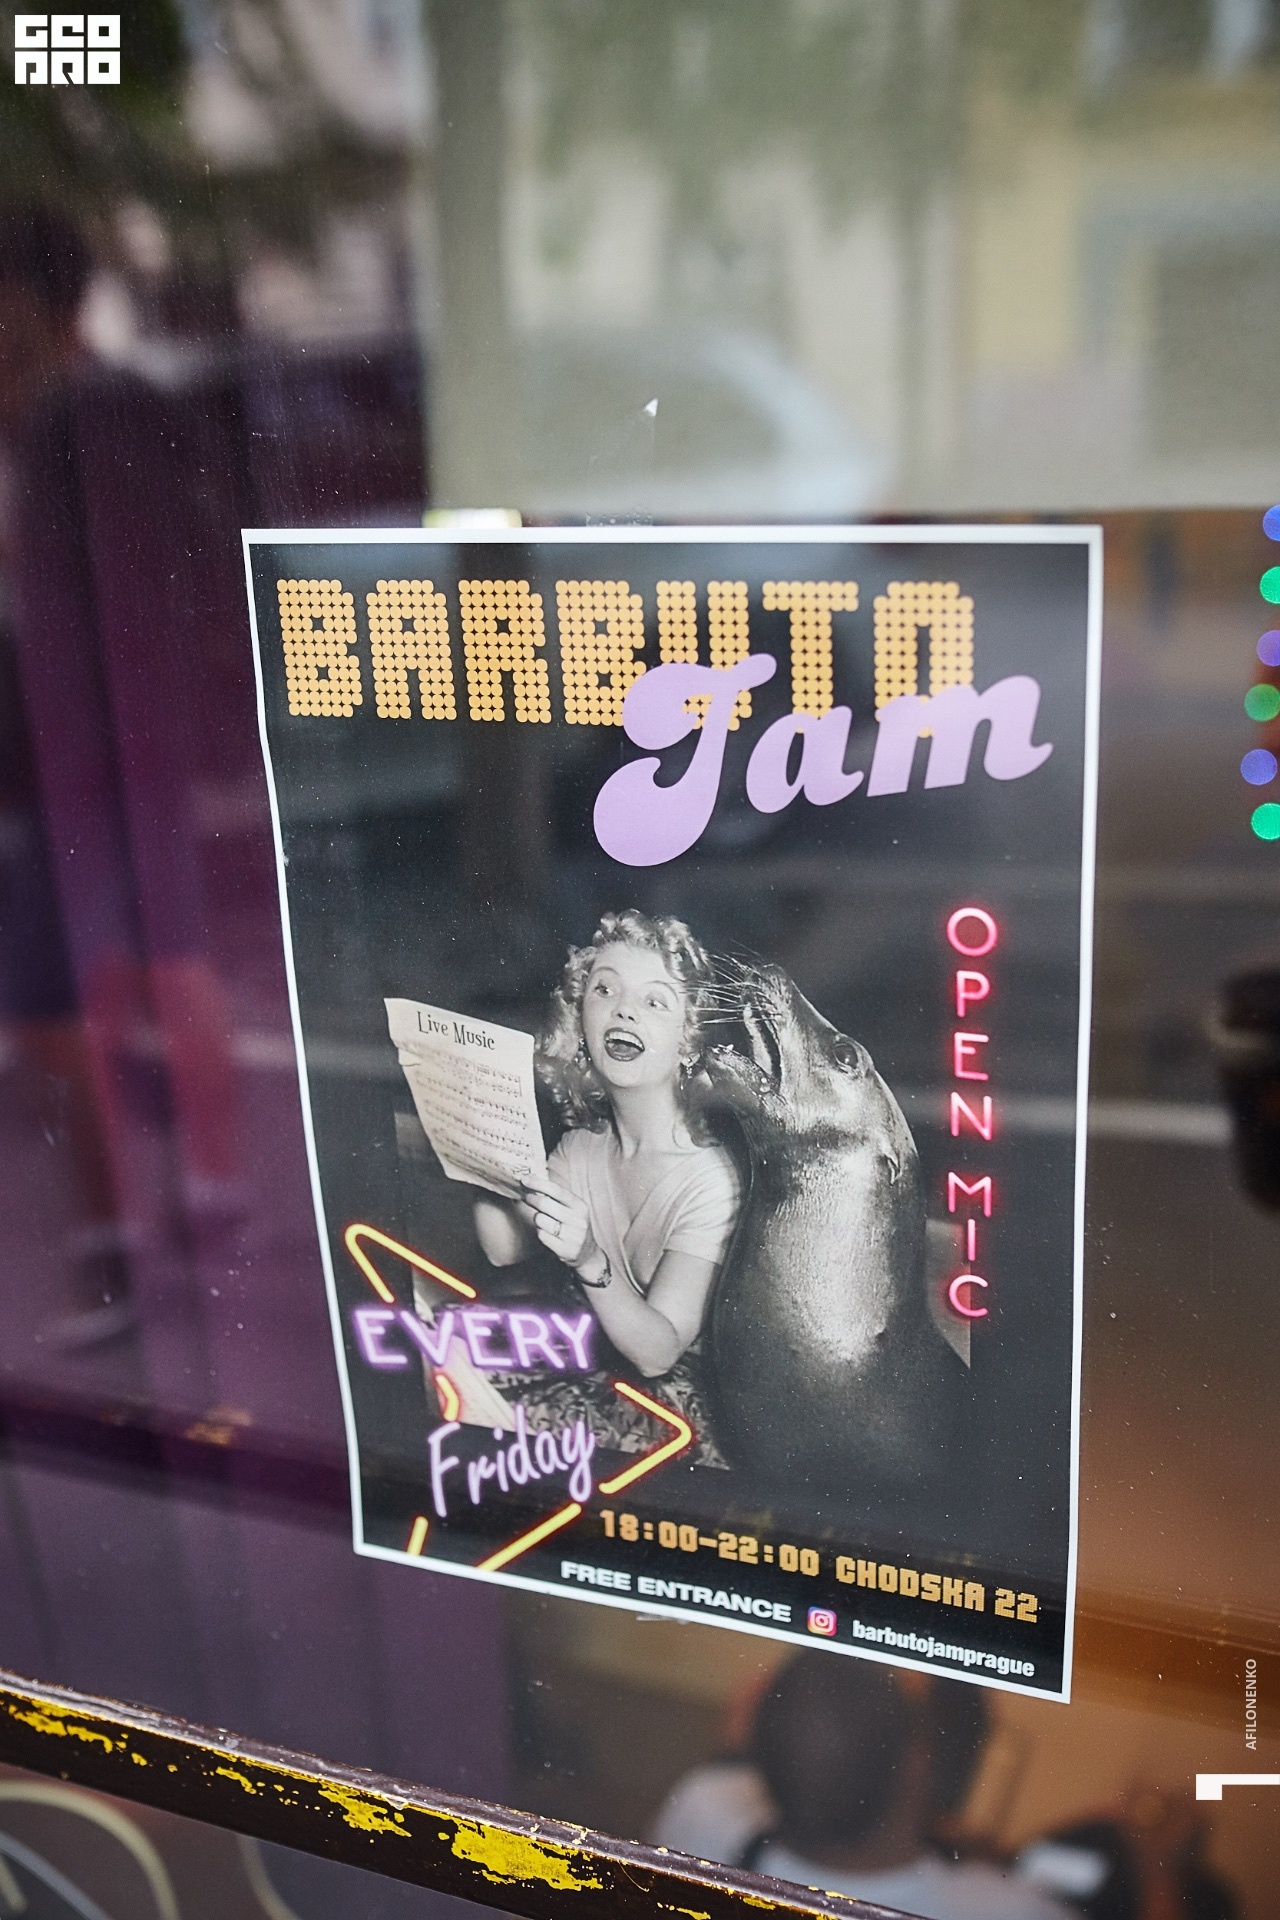 GEO
PRO
BARBUTO
Jam
OPEN MIC
Live Music
EVERY
Friday
18:00-22:00 CHODSKA 22
FREE ENTRANCE barbutojamprague
AFILONENKO